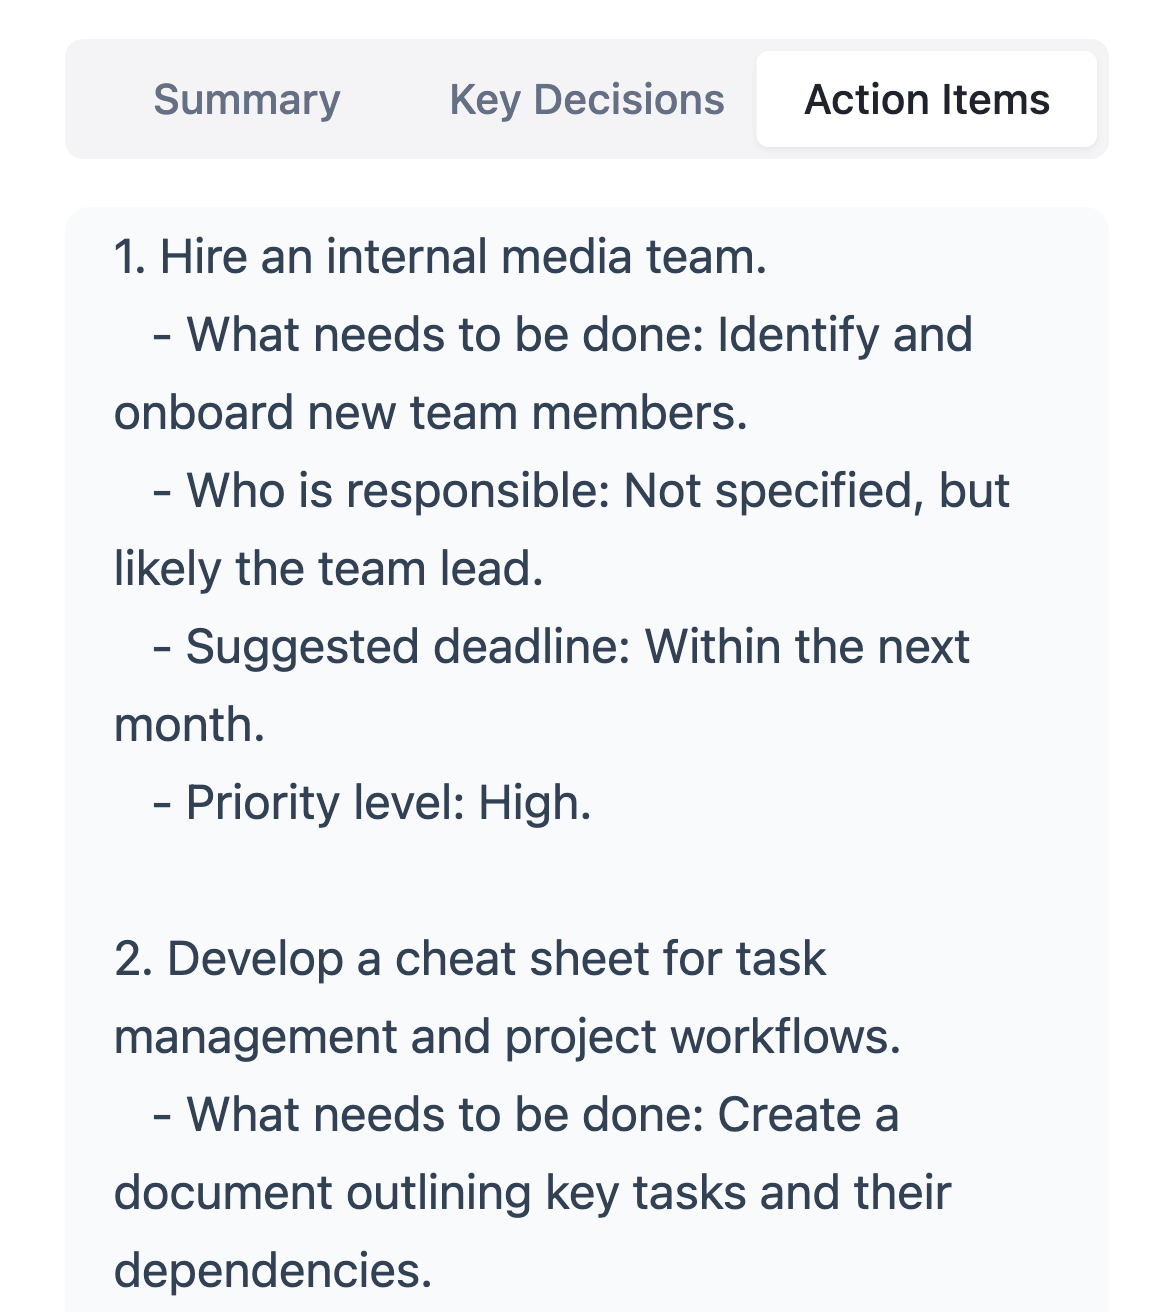 Summary Key Decisions Action Items
1. Hire an internal media team.
- What needs to be done: Identify and
onboard new team members.
- Who is responsible: Not specified, but
likely the team lead.
- Suggested deadline: Within the next
month.
- Priority level: High.
2. Develop a cheat sheet for task
management and project workflows.
- What needs to be done: Create a
document outlining key tasks and their
dependencies.